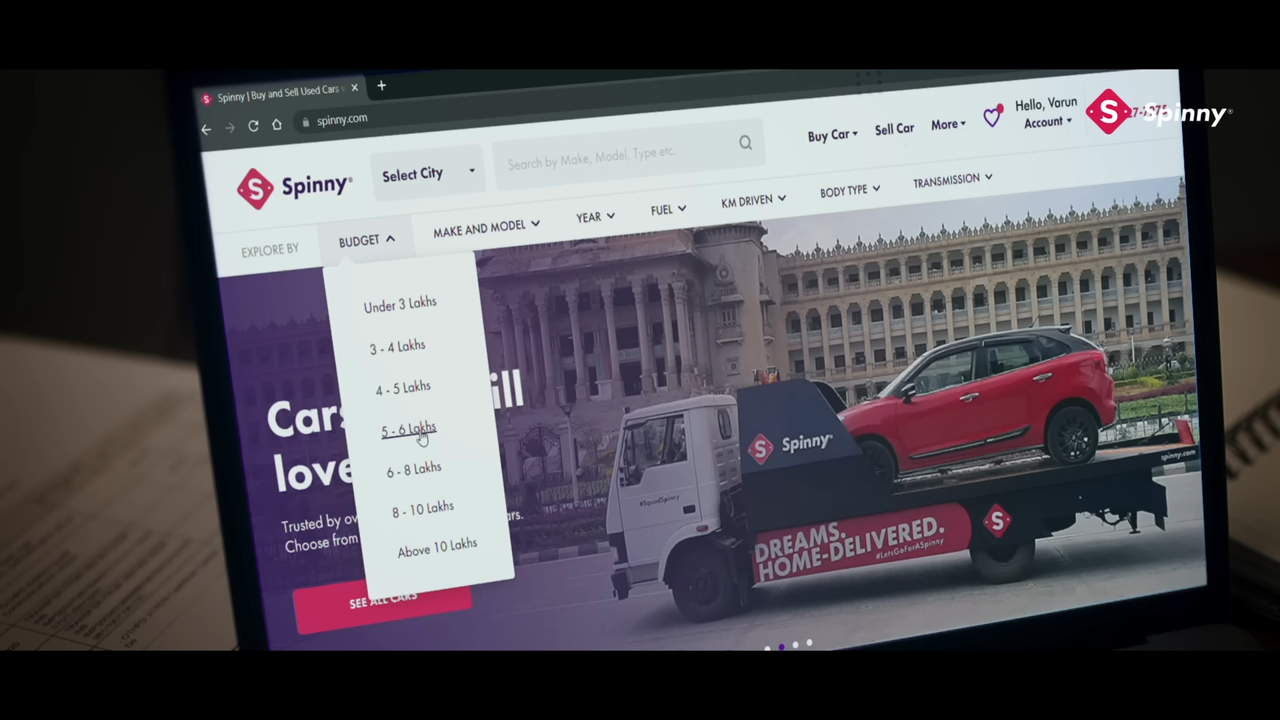 Spinny | Buy and Sell Used Cars
spinny.com
Spinny
Select City
Search by Make, Model, Type etc.
Buy Car
Sell Car
More
Hello, Varun
Account
Spinny
EXPLORE BY
BUDGET
MAKE AND MODEL
YEAR
FUEL
KM DRIVEN
BODY TYPE
TRANSMISSION
Under 3 Lakhs
3 - 4 Lakhs
4 - 5 Lakhs
5 - 6 Lakhs
6 - 8 Lakhs
8 - 10 Lakhs
Above 10 Lakhs
Cars
love
Trusted by
Choose from
SEE ALL CARS
Spinny
#SquadSpinny
spinny.com
DREAMS.
HOME-DELIVERED.
#LetsGoForASpinny